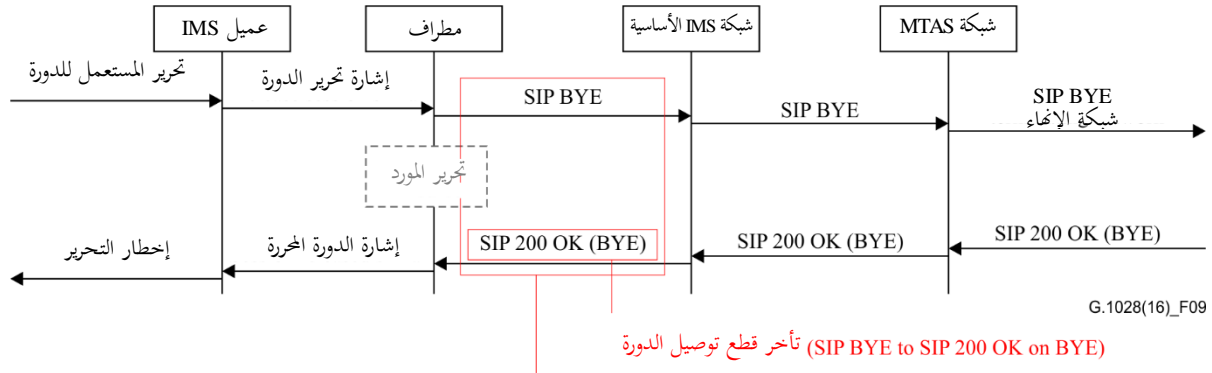 عميل IMS
مطراف
شبكة IMS الأساسية
شبكة MTAS
تحرير المستعمل للدورة
إشارة تحرير الدورة
SIP BYE
SIP BYE
SIP BYE
شبكة الإنهاء
تحرير المورد
إخطار التحرير
إشارة الدورة المحررة
SIP 200 OK (BYE)
SIP 200 OK (BYE)
SIP 200 OK (BYE)
G.1028(16)_F09
تأخر قطع توصيل الدورة (SIP BYE to SIP 200 OK on BYE)